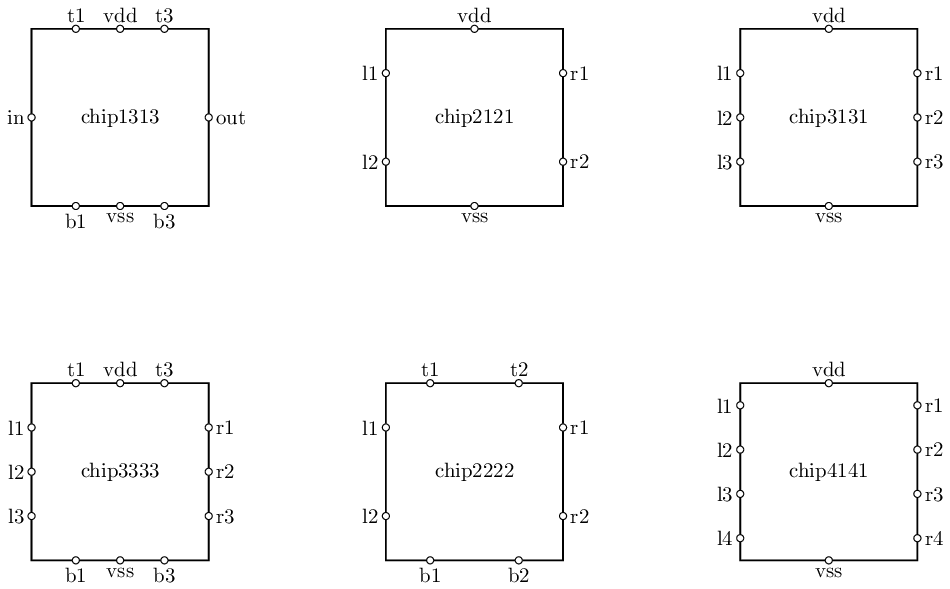 t1 vdd t3 vdd vdd
l1 r1 l1 r1
in chip1313 out chip2121 l2 chip3131 r2
l2 r2 l3 r3
b1 vss b3 vss vss
t1 vdd t3 t1 t2 vdd
l1 r1
l1 r1 l1 r1
l2 r2
l2 chip3333 r2 chip2222 chip4141
l3 r3
l3 r3 l2 r2
l4 r4
b1 vss b3 b1 b2 vss